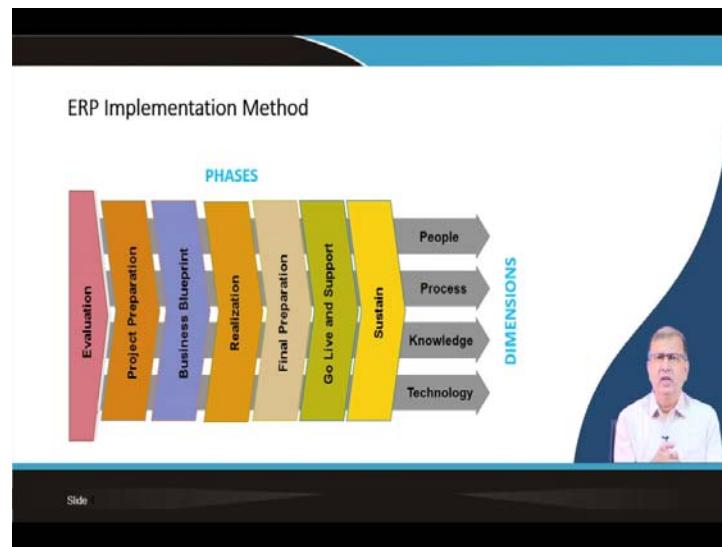 ERP Implementation Method
PHASES
Evaluation
Project Preparation
Business Blueprint
Realization
Final Preparation
Go Live and Support
Sustain
People
Process
Knowledge
Technology
DIMENSIONS
Slide